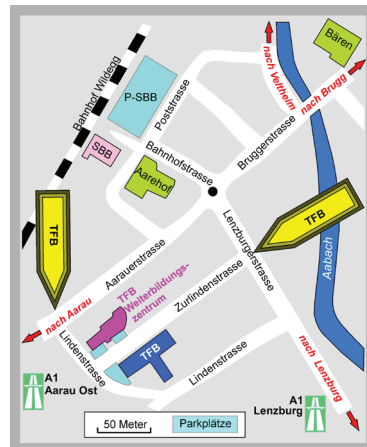 Bahnhof Wildegg
P-SBB
Poststrasse
nach Veltheim
Bären
nach Brugg
SBB
Bahnhofstrasse
Bruggerstrasse
Aarehof
TFB
TFB
Aarauerstrasse
Lenzburgerstrasse
Aabach
TFB
Weiterbildungs-
zentrum
Zurlindenstrasse
nach Aarau
Lindenstrasse
TFB
Lindenstrasse
nach Lenzburg
A1
Aarau Ost
A1
Lenzburg
50 Meter
Parkplätze